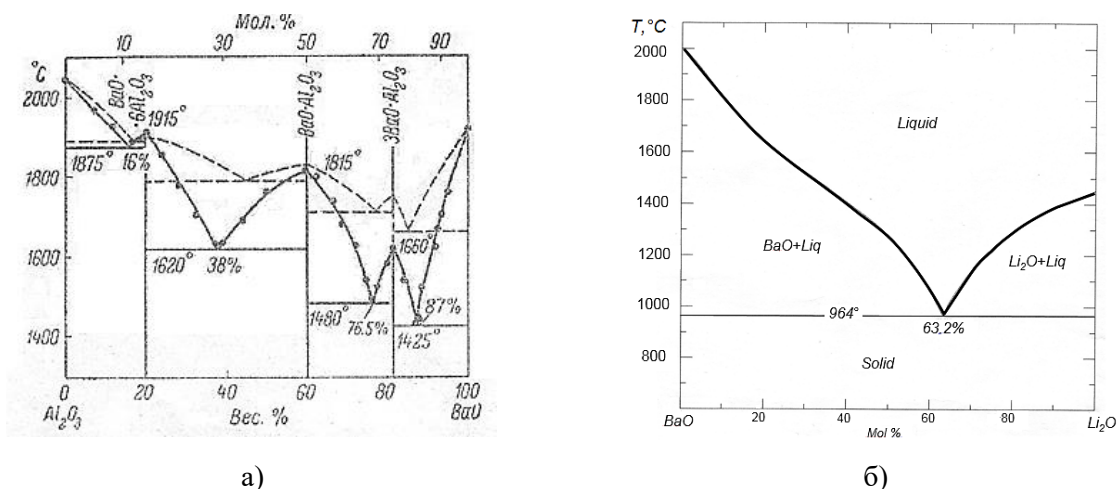 Мол. %
10 30 50 70 90
°C
2000
1800
1600
1400
BaO·
·6Al₂O₃
BaO·Al₂O₃
3BaO·Al₂O₃
1915°
1875° 16%
1815°
1620° 38%
1660°
1480° 76.5%
87%
1425°
0 20 40 60 80 100
Al₂O₃ Вес. % BaO
а)
T,°C
2000
1800
1600
1400
1200
1000
800
Liquid
BaO+Liq
Li₂O+Liq
964°
63,2%
Solid
BaO 20 40 60 80 Li₂O
Mol %
б)